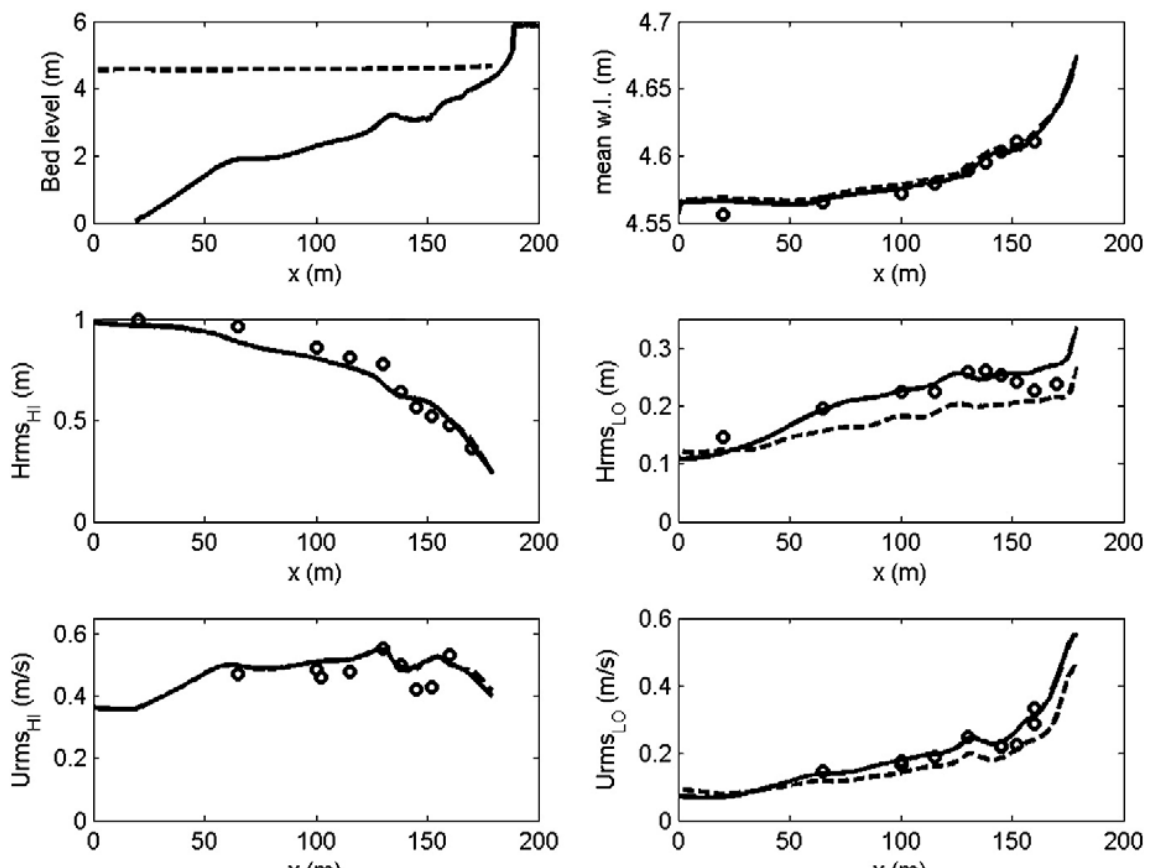 6
4
2
0
Bed level (m)
0 50 100 150 200
x (m)
4.7
4.65
4.6
4.55
mean w.l. (m)
0 50 100 150 200
x (m)
1
0.5
0
Hrms_HI (m)
0 50 100 150 200
x (m)
0.3
0.2
0.1
0
Hrms_LO (m)
0 50 100 150 200
x (m)
0.6
0.4
0.2
0
Urms_HI (m/s)
0 50 100 150 200
x (m)
0.6
0.4
0.2
0
Urms_LO (m/s)
0 50 100 150 200
x (m)